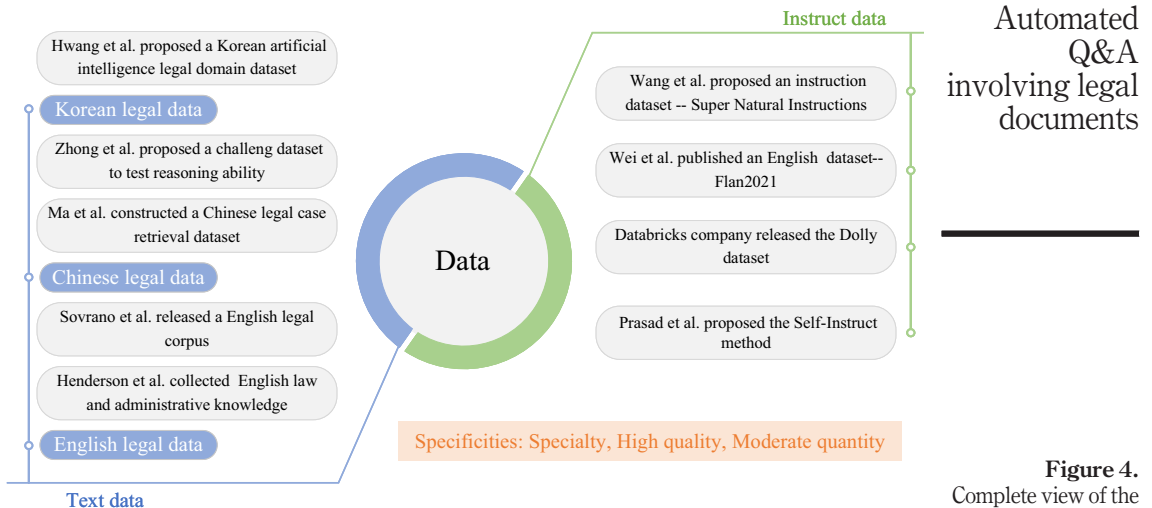 Hwang et al. proposed a Korean artificial
intelligence legal domain dataset
Korean legal data
Zhong et al. proposed a challeng dataset
to test reasoning ability
Ma et al. constructed a Chinese legal case
retrieval dataset
Chinese legal data
Sovrano et al. released a English legal
corpus
Henderson et al. collected  English law
and administrative knowledge
English legal data
Text data
Data
Instruct data
Wang et al. proposed an instruction
dataset -- Super Natural Instructions
Wei et al. published an English  dataset--
Flan2021
Databricks company released the Dolly
dataset
Prasad et al. proposed the Self-Instruct
method
Specificities: Specialty, High quality, Moderate quantity
Automated
Q&A
involving legal
documents
Figure 4.
Complete view of the